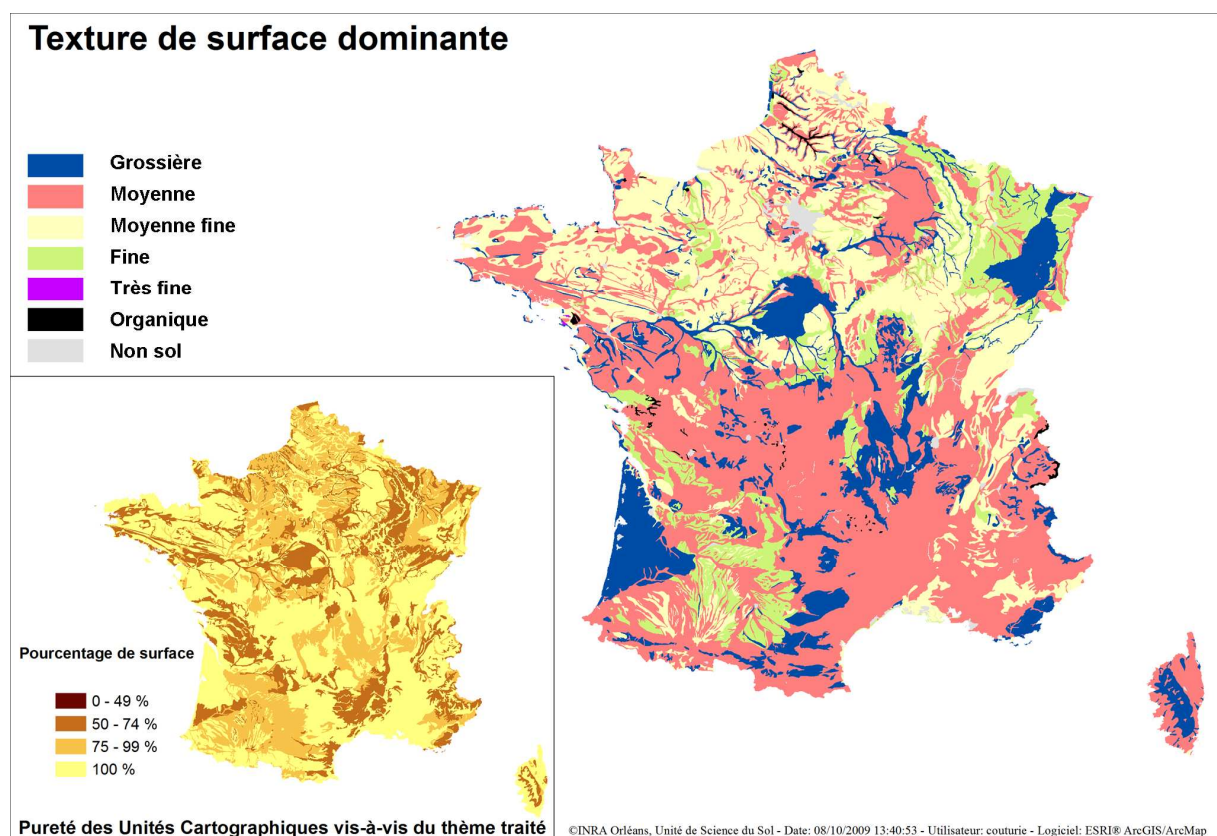 Texture de surface dominante
Grossière
Moyenne
Moyenne fine
Fine
Très fine
Organique
Non sol
Pourcentage de surface
0 - 49 %
50 - 74 %
75 - 99 %
100 %
Pureté des Unités Cartographiques vis-à-vis du thème traité
©INRA Orléans, Unité de Science du Sol - Date: 08/10/2009 13:40:53 - Utilisateur: couturie - Logiciel: ESRI® ArcGIS/ArcMap